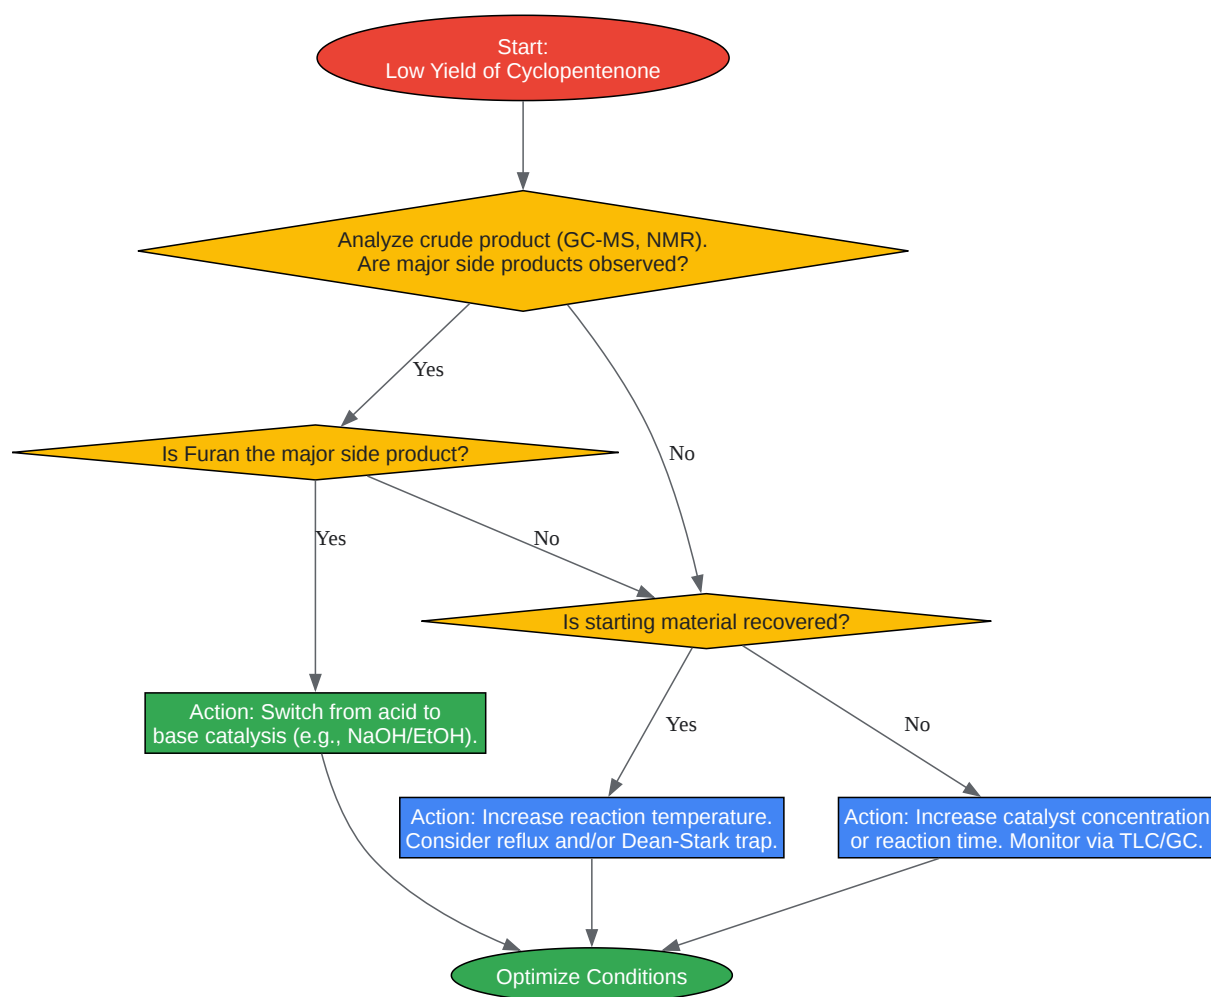 Start:
Low Yield of Cyclopentenone
Analyze crude product (GC-MS, NMR).
Are major side products observed?
Yes
No
Is Furan the major side product?
Yes
No
Is starting material recovered?
Action: Switch from acid to
base catalysis (e.g., NaOH/EtOH).
Yes
No
Action: Increase reaction temperature.
Consider reflux and/or Dean-Stark trap.
Action: Increase catalyst concentration
or reaction time. Monitor via TLC/GC.
Optimize Conditions